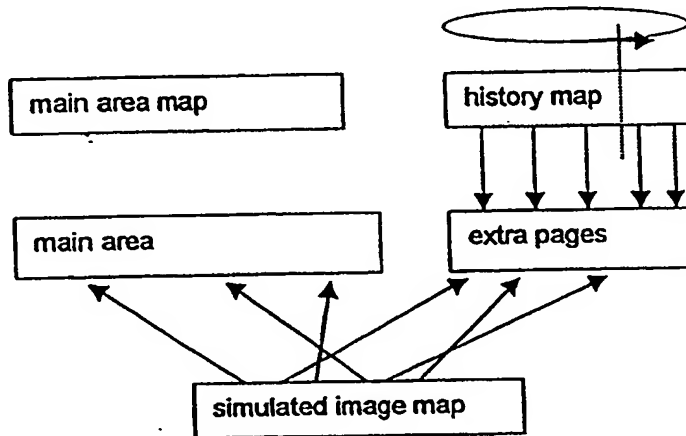 main area map
history map
main area
extra pages
simulated image map